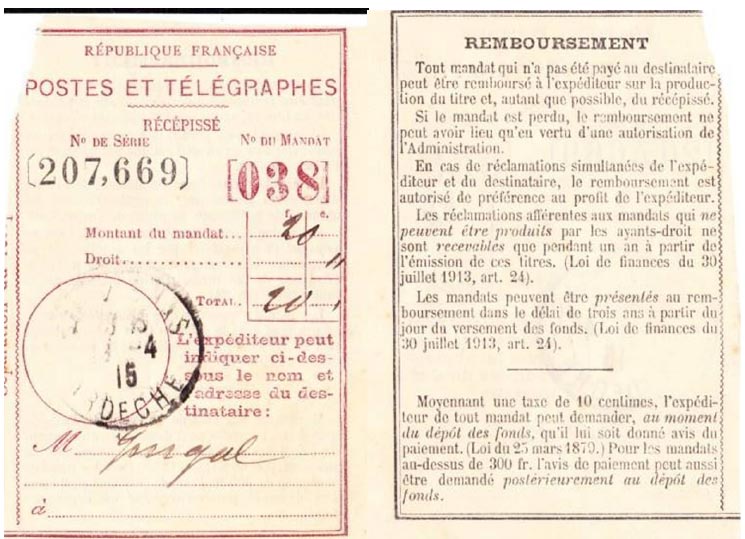 RÉPUBLIQUE FRANÇAISE
POSTES ET TÉLÉGRAPHES
RÉCÉPISSÉ
No DE SÉRIE
No DU MANDAT
[207,669]
[038]
f. c.
Montant du mandat... 20
Droit... "
TOTAL. 20
4
15
ARDECHE
L'expéditeur peut
indiquer ci-des-
sous le nom et
l'adresse du des-
tinataire:
M
à
REMBOURSEMENT
Tout mandat qui n'a pas été payé au destinataire
peut être remboursé à l'expéditeur sur la produc-
tion du titre et, autant que possible, du récépissé.
Si le mandat est perdu, le remboursement ne
peut avoir lieu qu'en vertu d'une autorisation de
l'Administration.
En cas de réclamations simultanées de l'expé-
diteur et du destinataire, le remboursement est
autorisé de préférence au profit de l'expéditeur.
Les réclamations afférentes aux mandats qui ne
peuvent être produits par les ayants-droit ne
sont recevables que pendant un an à partir de
l'émission de ces titres. (Loi de finances du 30
juillet 1913, art. 24).
Les mandats peuvent être présentés au rem-
boursement dans le délai de trois ans à partir du
jour du versement des fonds. (Loi de finances du
30 juillet 1913, art. 24).
Moyennant une taxe de 10 centimes, l'expédi-
teur de tout mandat peut demander, au moment
du dépôt des fonds, qu'il lui soit donné avis du
paiement. (Loi du 25 mars 1879.) Pour les mandats
au-dessus de 300 fr. l'avis de paiement peut aussi
être demandé postérieurement au dépôt des
fonds.